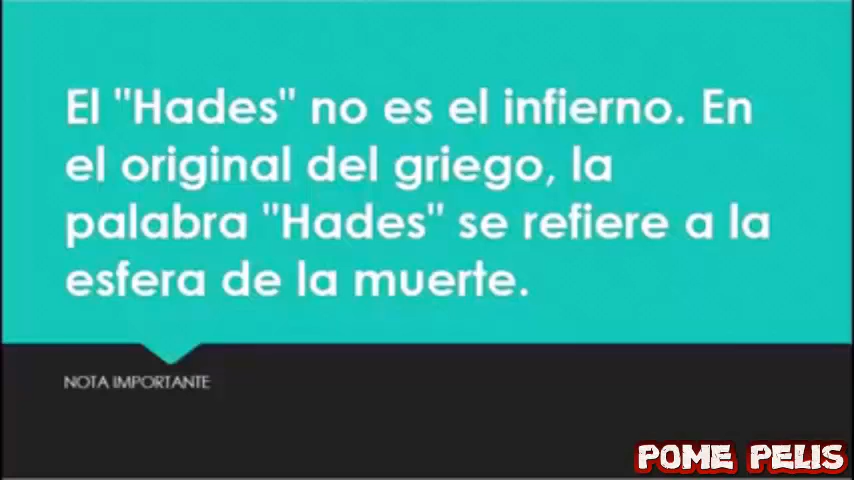 El "Hades" no es el infierno. En
el original del griego, la
palabra "Hades" se refiere a la
esfera de la muerte.
NOTA IMPORTANTE
POME PELIS